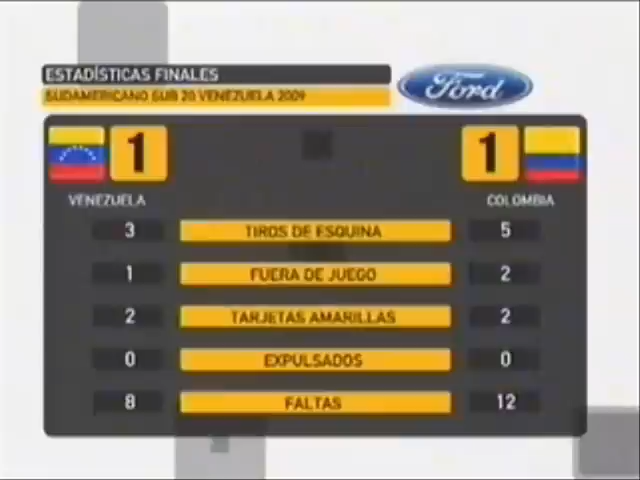 ESTADÍSTICAS FINALES
SUDAMERICANO SUB 20 VENEZUELA 2009
Ford
1 1
VENEZUELA COLOMBIA
3 TIROS DE ESQUINA 5
1 FUERA DE JUEGO 2
2 TARJETAS AMARILLAS 2
0 EXPULSADOS 0
8 FALTAS 12